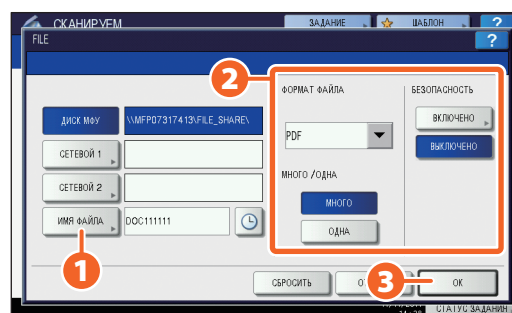 СКАНИРУЕМ
ЗАДАНИЕ
ШАБЛОН
?
FILE
?
2
ФОРМАТ ФАЙЛА
БЕЗОПАСНОСТЬ
ДИСК МФУ
\\MFP07317413\FILE_SHARE\
ВКЛЮЧЕНО
PDF
ВЫКЛЮЧЕНО
СЕТЕВОЙ 1
СЕТЕВОЙ 2
МНОГО /ОДНА
МНОГО
ИМЯ ФАЙЛА
DOC111111
ОДНА
1
3
СБРОСИТЬ
OK
СТАТУС ЗАДАНИЯ